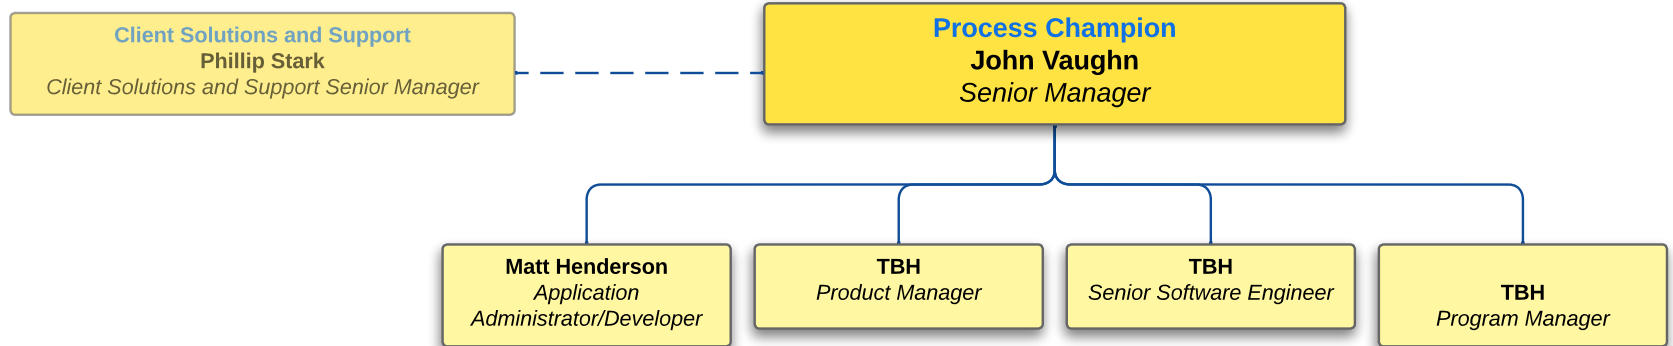 Client Solutions and Support
Phillip Stark
Client Solutions and Support Senior Manager
Process Champion
John Vaughn
Senior Manager
Matt Henderson
Application
Administrator/Developer
TBH
Product Manager
TBH
Senior Software Engineer
TBH
Program Manager